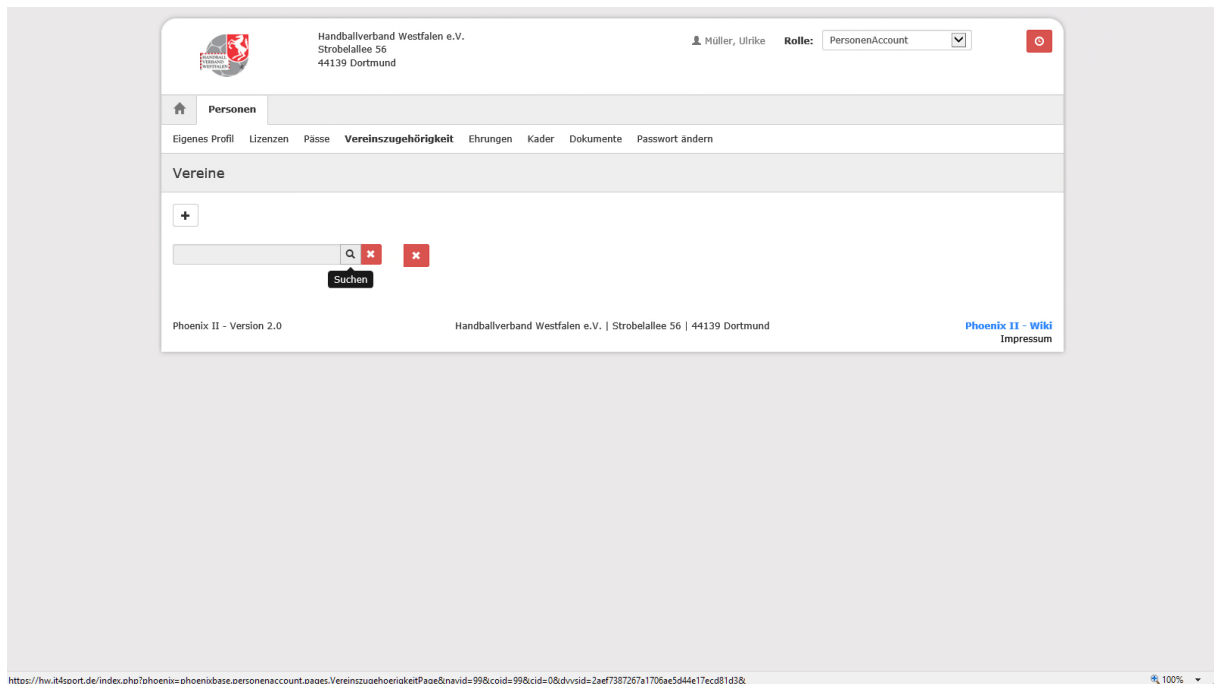 Handballverband Westfalen e.V.
Strobelallee 56
44139 Dortmund
Müller, Ulrike Rolle: PersonenAccount
HANDBALL
VERBAND
WESTFALEN
Personen
Eigenes Profil Lizenzen Pässe Vereinszugehörigkeit Ehrungen Kader Dokumente Passwort ändern
Vereine
Suchen
Phoenix II - Version 2.0 Handballverband Westfalen e.V. | Strobelallee 56 | 44139 Dortmund Phoenix II - Wiki
Impressum
https://hw.it4sport.de/index.php?phoenix=phoenixbase.personenaccount.pages.VereinszugehoerigkeitPage&navid=99&coid=99&cid=0&dvvsid=2aef7387267a1706ae5d44e17ecd81d3& 100%